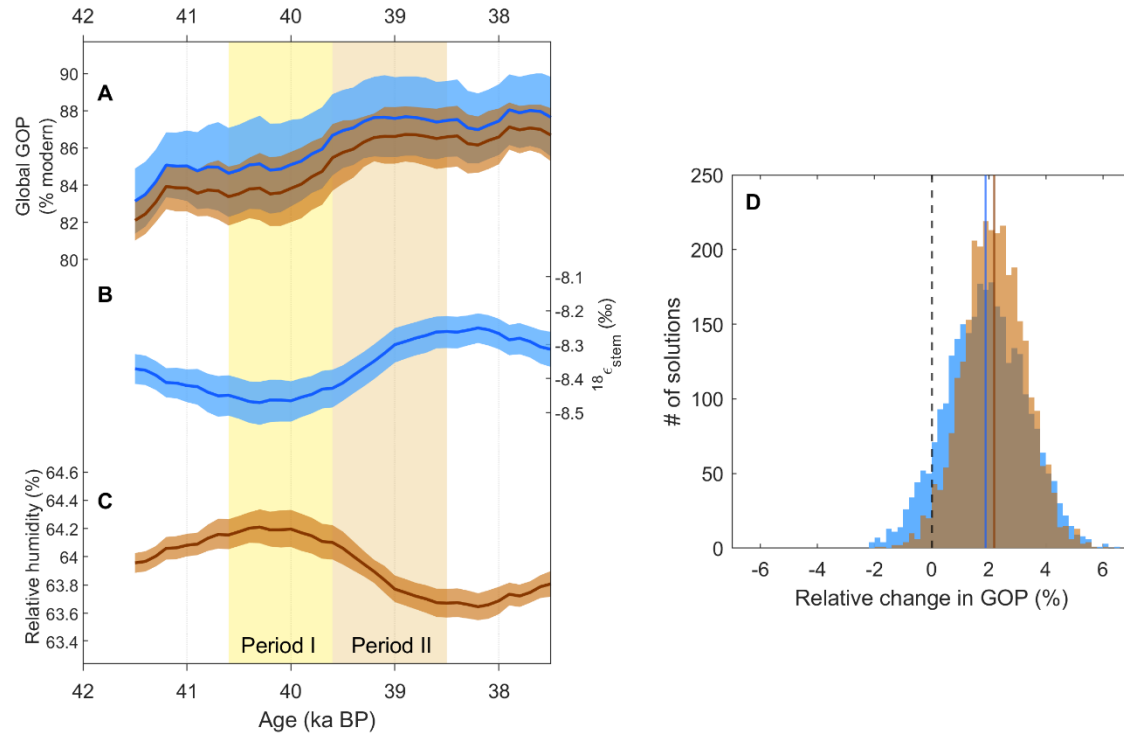 42 41 40 39 38
A
90
88
86
84
82
80
Global GOP
(% modern)
B
-8.1
-8.2
-8.3
-8.4
-8.5
18ϵstem (‰)
C
64.6
64.4
64.2
64
63.8
63.6
63.4
Relative humidity (%)
Period I Period II
42 41 40 39 38
Age (ka BP)
D
250
200
150
100
50
0
# of solutions
-6 -4 -2 0 2 4 6
Relative change in GOP (%)